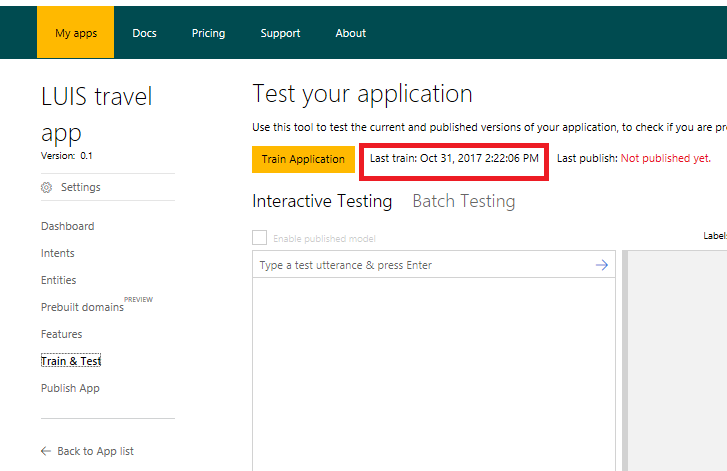 My apps Docs Pricing Support About
LUIS travel
app
Version: 0.1
Settings
Dashboard
Intents
Entities
Prebuilt domains PREVIEW
Features
Train & Test
Publish App
Back to App list
Test your application
Use this tool to test the current and published versions of your application, to check if you are pr
Train Application Last train: Oct 31, 2017 2:22:06 PM Last publish: Not published yet.
Interactive Testing Batch Testing
Enable published model
Labels
Type a test utterance & press Enter